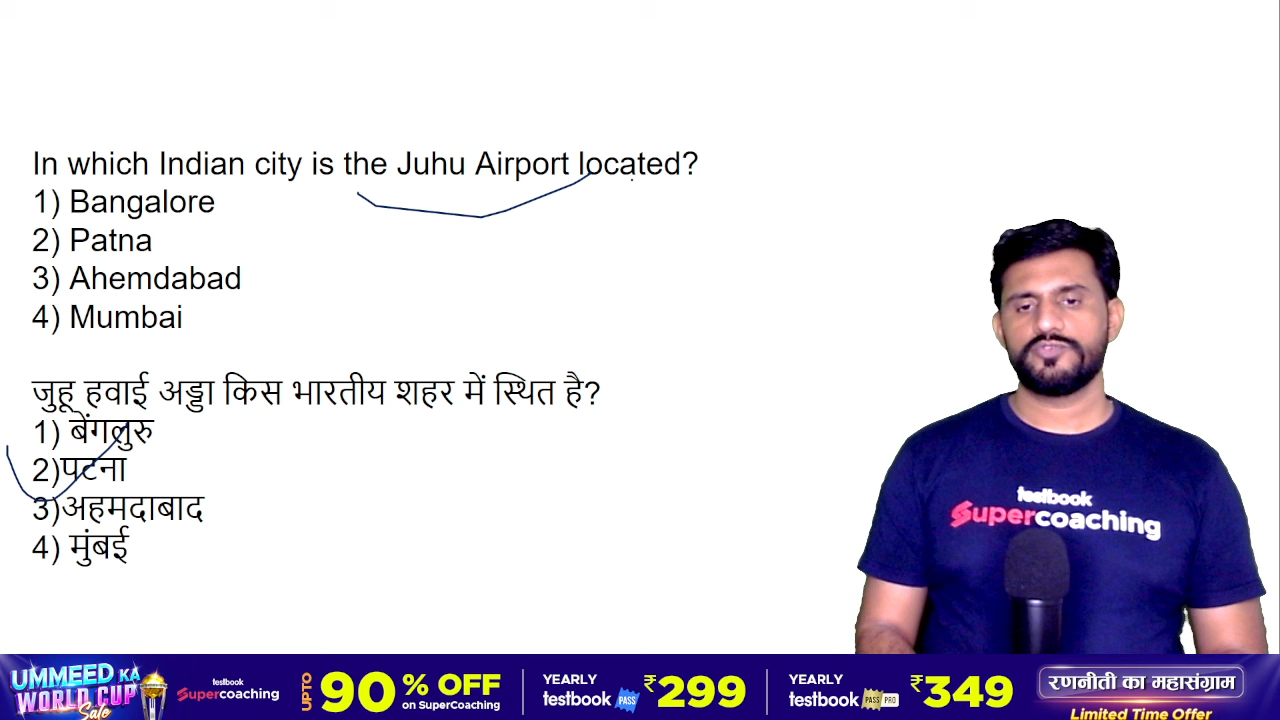 In which Indian city is the Juhu Airport located?
1) Bangalore
2) Patna
3) Ahemdabad
4) Mumbai
जुहू हवाई अड्डा किस भारतीय शहर में स्थित है?
1) बेंगलुरु
2)पटना
3)अहमदाबाद
4) मुंबई
testbook
Supercoaching
UMMEED KA
WORLD CUP
Sale
testbook
Supercoaching
UPTO 90% OFF
on SuperCoaching
YEARLY
testbook PASS ₹299
YEARLY
testbook PASS PRO ₹349
रणनीती का महासंग्राम
Limited Time Offer